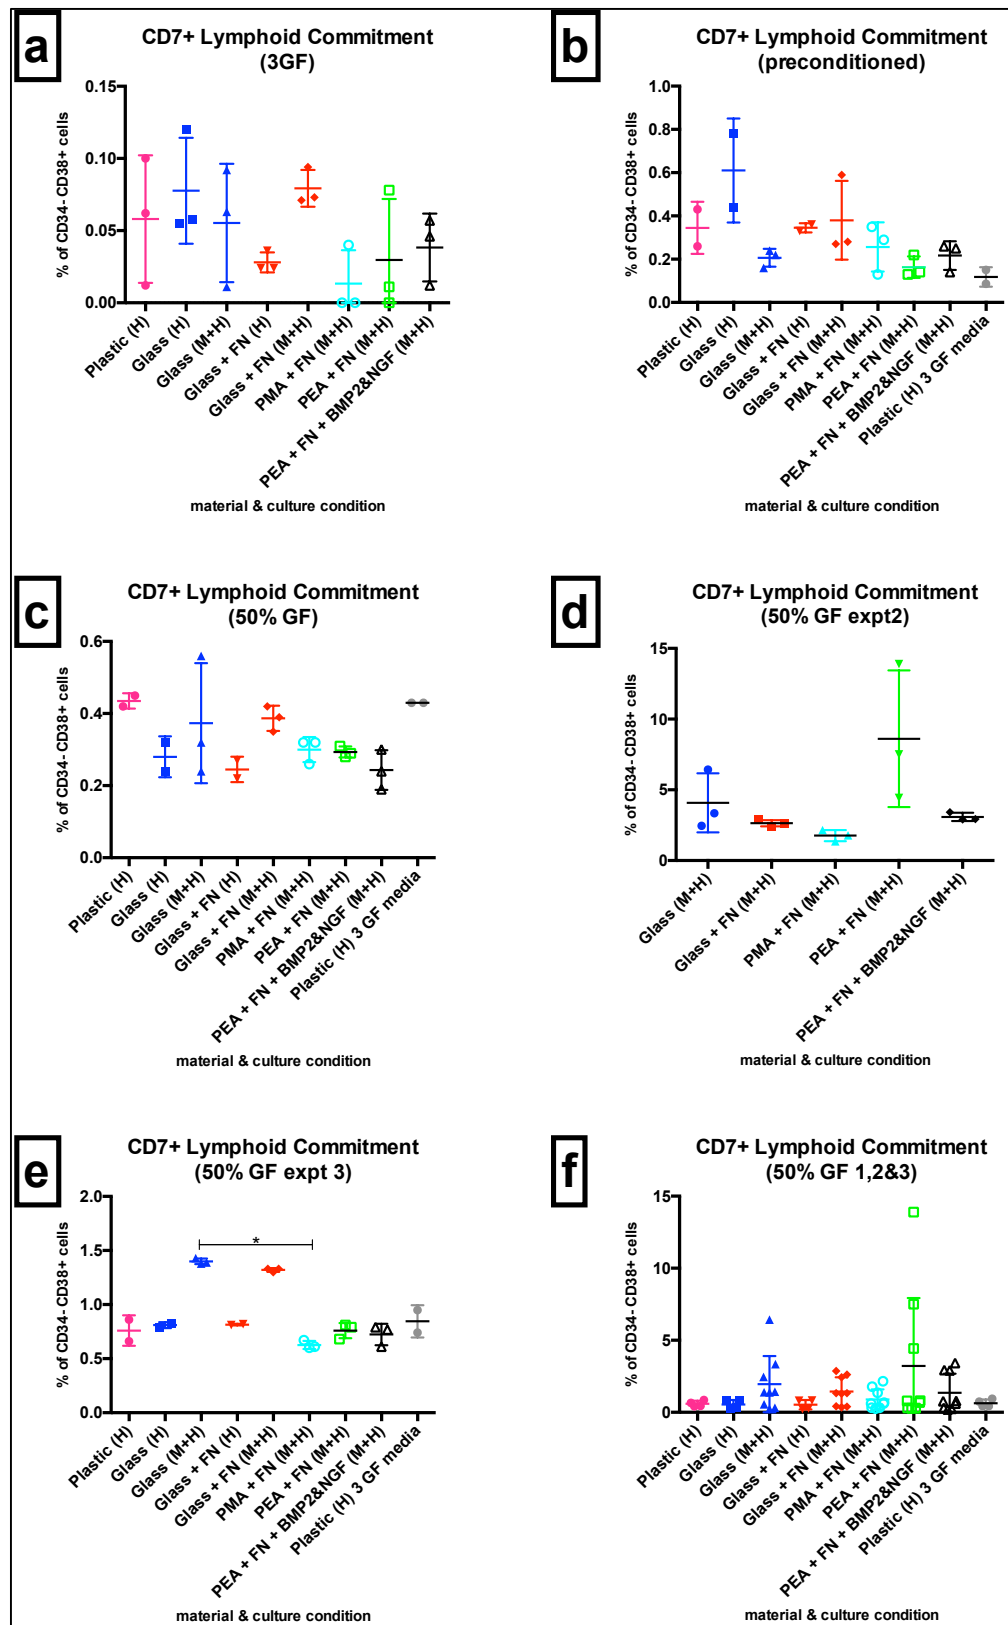 a
CD7+ Lymphoid Commitment
(3GF)
% of CD34- CD38+ cells
0.15
0.10
0.05
0.00
Plastic (H)
Glass (H)
Glass (M+H)
Glass + FN (H)
Glass + FN (M+H)
PMA + FN (M+H)
PEA + FN (M+H)
PEA + FN + BMP2&NGF (M+H)
material & culture condition
b
CD7+ Lymphoid Commitment
(preconditioned)
% of CD34- CD38+ cells
1.0
0.8
0.6
0.4
0.2
0.0
Plastic (H)
Glass (H)
Glass (M+H)
Glass + FN (H)
Glass + FN (M+H)
PMA + FN (M+H)
PEA + FN (M+H)
PEA + FN + BMP2&NGF (M+H)
Plastic (H) 3 GF media
material & culture condition
c
CD7+ Lymphoid Commitment
(50% GF)
% of CD34- CD38+ cells
0.6
0.4
0.2
0.0
Plastic (H)
Glass (H)
Glass (M+H)
Glass + FN (H)
Glass + FN (M+H)
PMA + FN (M+H)
PEA + FN (M+H)
PEA + FN + BMP2&NGF (M+H)
Plastic (H) 3 GF media
material & culture condition
d
CD7+ Lymphoid Commitment
(50% GF expt2)
% of CD34- CD38+ cells
15
10
5
0
Glass (M+H)
Glass + FN (M+H)
PMA + FN (M+H)
PEA + FN (M+H)
PEA + FN + BMP2&NGF (M+H)
material & culture condition
e
CD7+ Lymphoid Commitment
(50% GF expt 3)
% of CD34- CD38+ cells
2.0
1.5
1.0
0.5
0.0
*
Plastic (H)
Glass (H)
Glass (M+H)
Glass + FN (H)
Glass + FN (M+H)
PMA + FN (M+H)
PEA + FN (M+H)
PEA + FN + BMP2&NGF (M+H)
Plastic (H) 3 GF media
material & culture condition
f
CD7+ Lymphoid Commitment
(50% GF 1,2&3)
% of CD34- CD38+ cells
15
10
5
0
Plastic (H)
Glass (H)
Glass (M+H)
Glass + FN (H)
Glass + FN (M+H)
PMA + FN (M+H)
PEA + FN (M+H)
PEA + FN + BMP2&NGF (M+H)
Plastic (H) 3 GF media
material & culture condition